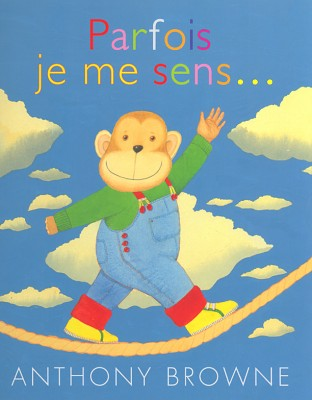 Parfois
je me sens...
ANTHONY BROWNE